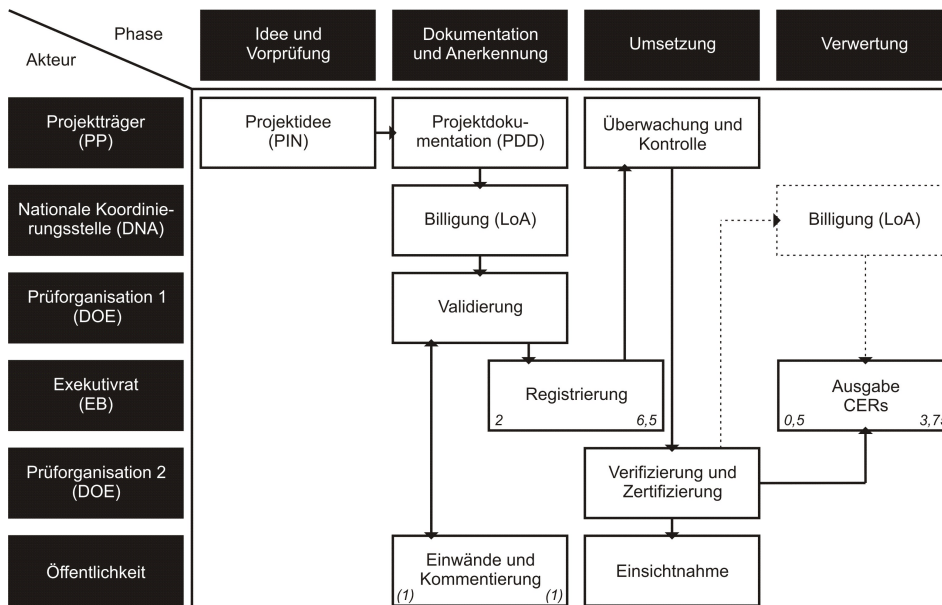 Phase
Akteur
Idee und
Vorprüfung
Dokumentation
und Anerkennung
Umsetzung
Verwertung
Projektträger
(PP)
Projektidee
(PIN)
Projektdoku-
mentation (PDD)
Überwachung und
Kontrolle
Nationale Koordinie-
rungsstelle (DNA)
Billigung (LoA)
Billigung (LoA)
Prüforganisation 1
(DOE)
Validierung
Exekutivrat
(EB)
Registrierung
2 6,5
Ausgabe
CERs
0,5 3,75
Prüforganisation 2
(DOE)
Verifizierung und
Zertifizierung
Öffentlichkeit
Einwände und
Kommentierung
(1) (1)
Einsichtnahme